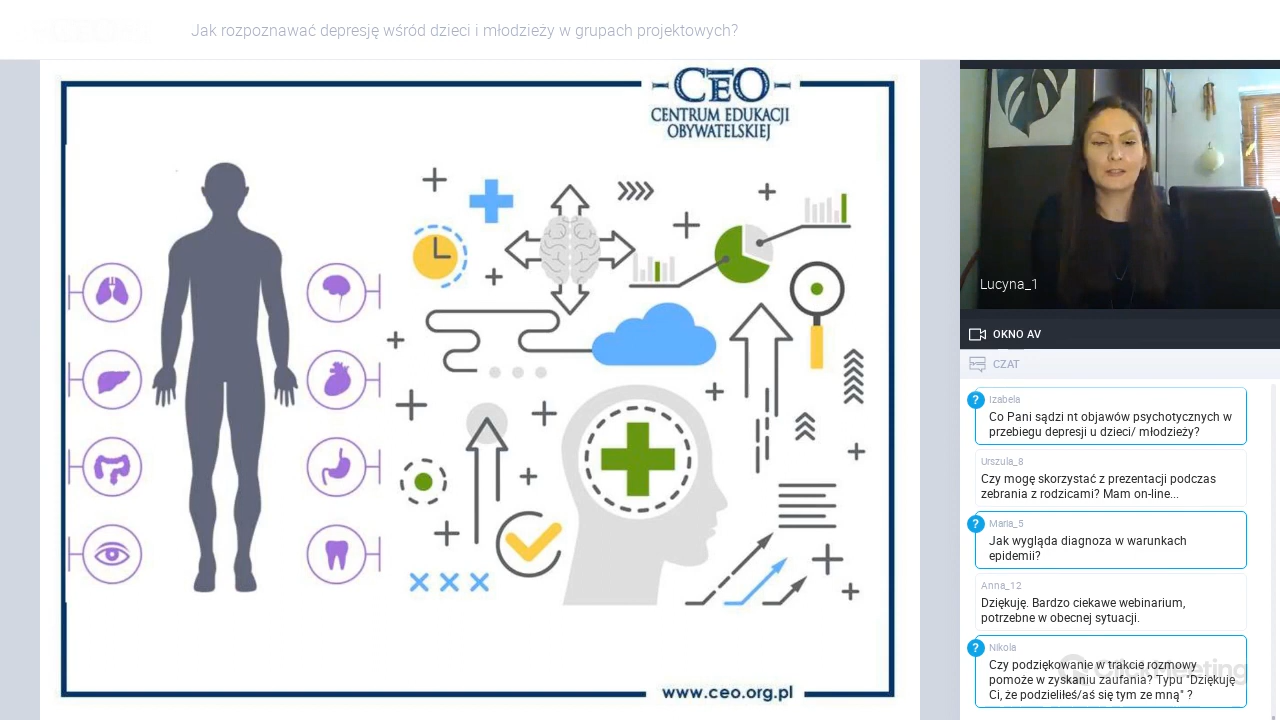 Jak rozpoznawać depresję wśród dzieci i młodzieży w grupach projektowych?
CEO
CENTRUM EDUKACJI
OBYWATELSKIEJ
www.ceo.org.pl
Lucyna_1
OKNO AV
CZAT
Izabela
Co Pani sądzi nt objawów psychotycznych w
przebiegu depresji u dzieci/ młodzieży?
Urszula_8
Czy mogę skorzystać z prezentacji podczas
zebrania z rodzicami? Mam on-line...
Maria_5
Jak wygląda diagnoza w warunkach
epidemii?
Anna_12
Dziękuję. Bardzo ciekawe webinarium,
potrzebne w obecnej sytuacji.
Nikola
Czy podziękowanie w trakcie rozmowy
pomoże w zyskaniu zaufania? Typu "Dziękuję
Ci, że podzieliłeś/aś się tym ze mną" ?
ClickMeeting